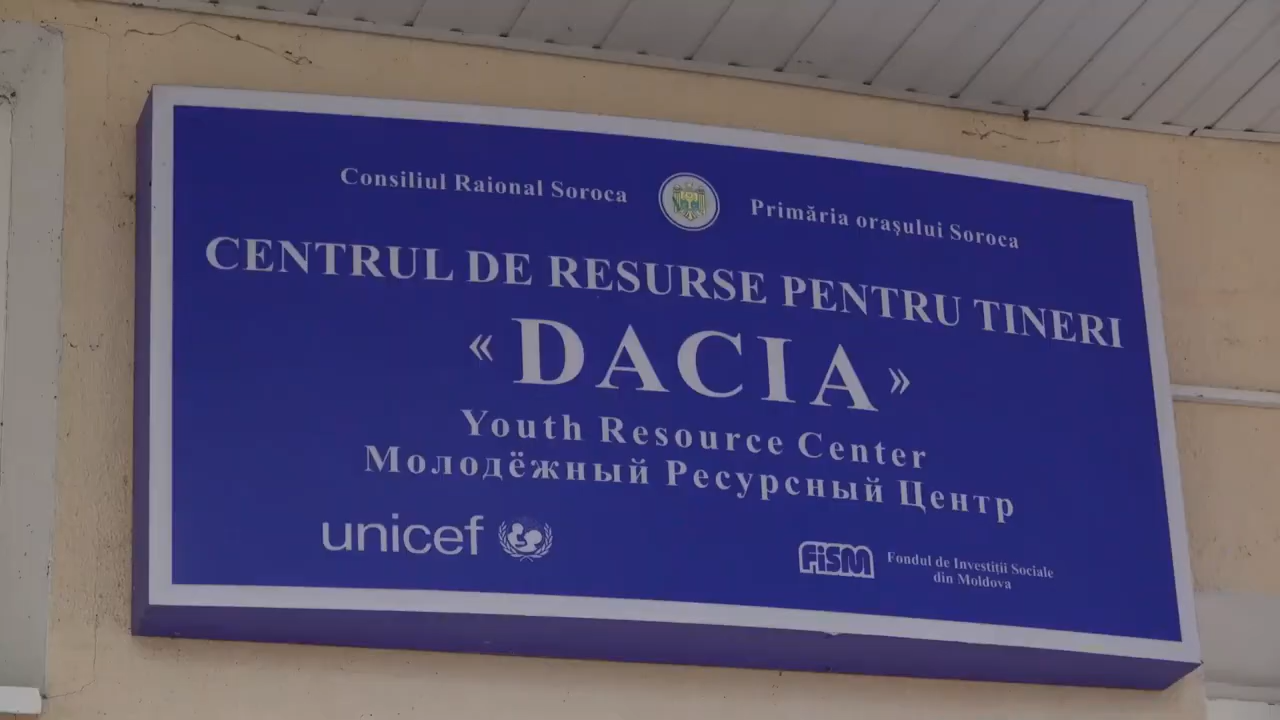 Consiliul Raional Soroca
Primăria orașului Soroca
CENTRUL DE RESURSE PENTRU TINERI
« DACIA »
Youth Resource Center
Молодёжный Ресурсный Центр
unicef
FISM
Fondul de Investiții Sociale
din Moldova